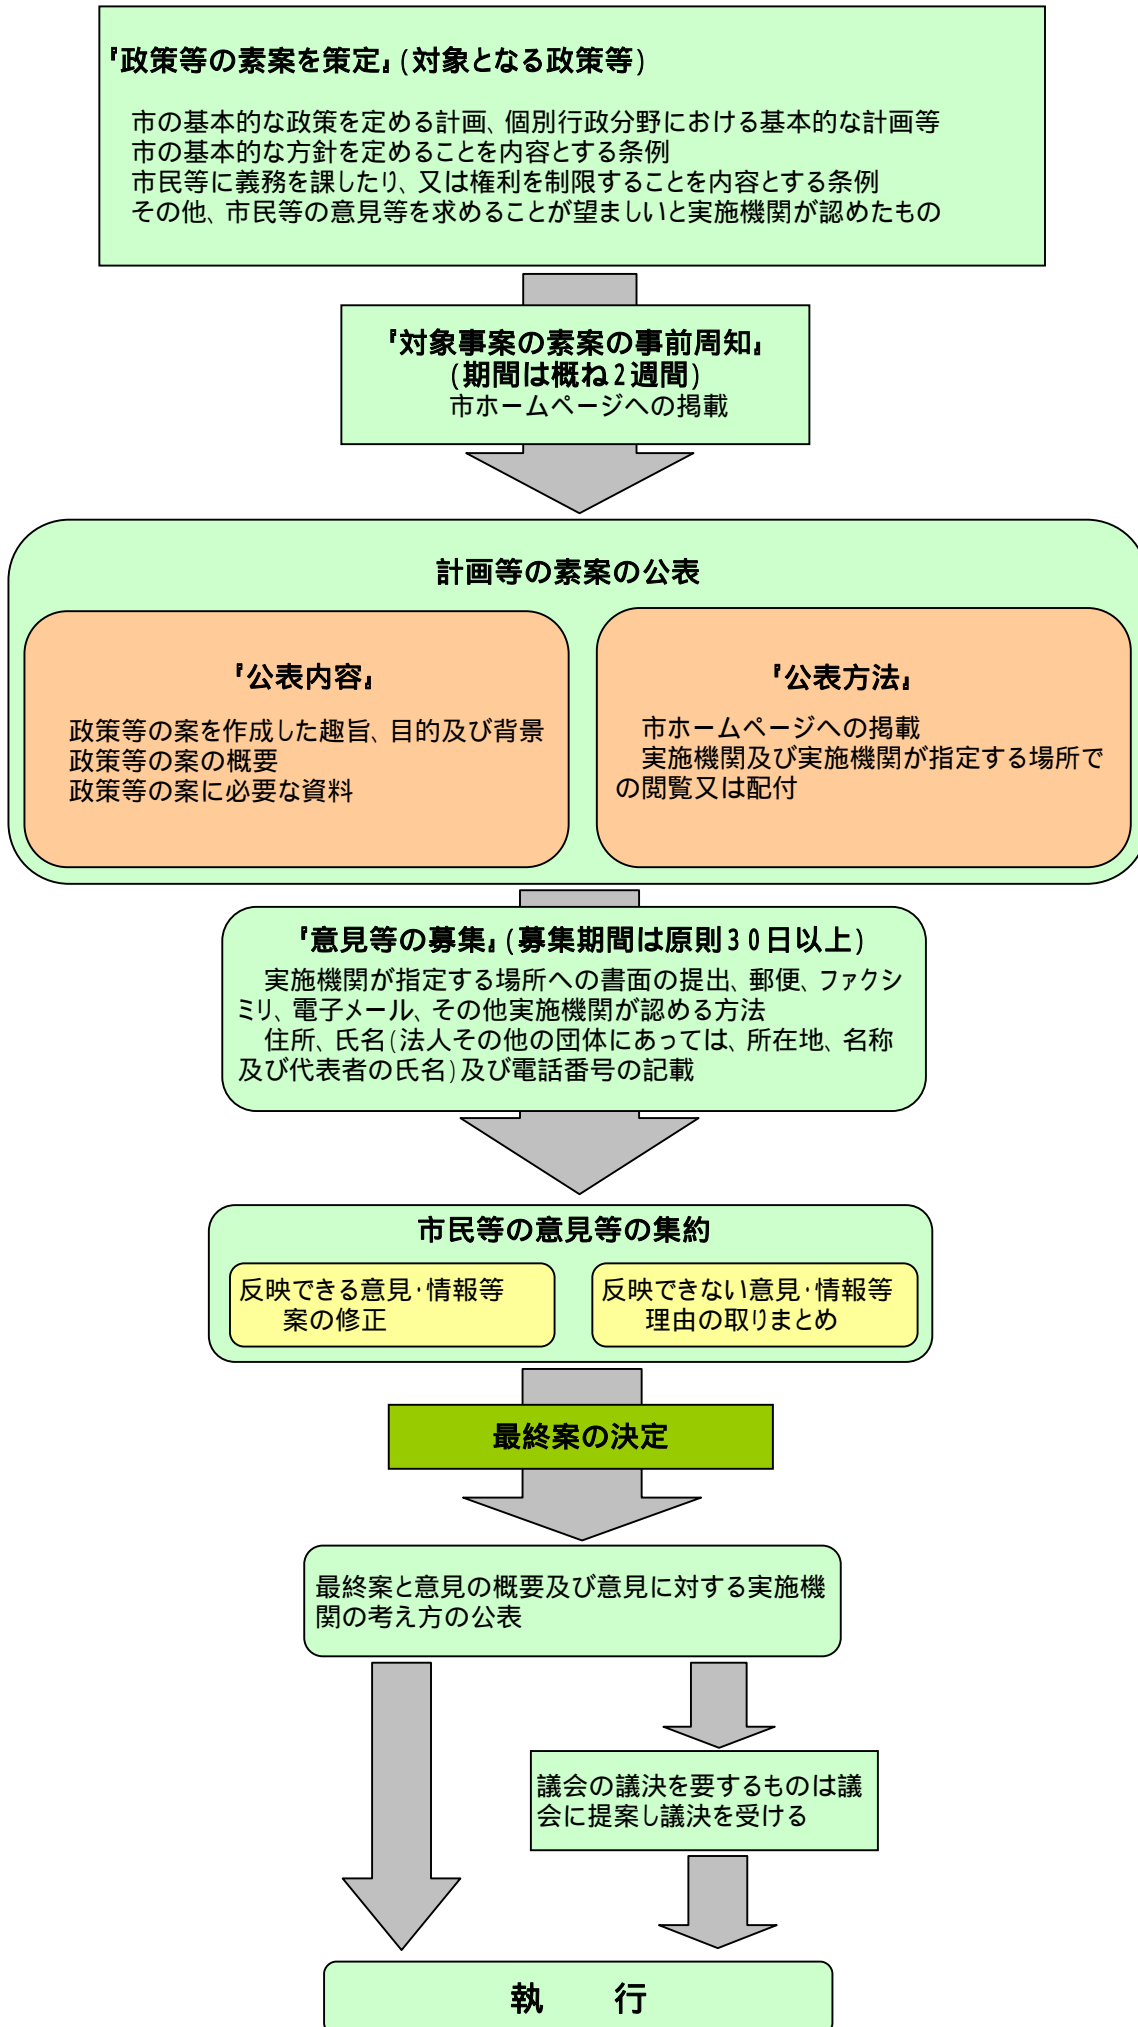 『政策等の素案を策定』(対象となる政策等)
市の基本的な政策を定める計画、個別行政分野における基本的な計画等
市の基本的な方針を定めることを内容とする条例
市民等に義務を課したり、又は権利を制限することを内容とする条例
その他、市民等の意見等を求めることが望ましいと実施機関が認めたもの
『対象事案の素案の事前周知』
(期間は概ね2週間)
市ホームページへの掲載
計画等の素案の公表
『公表内容』
政策等の案を作成した趣旨、目的及び背景
政策等の案の概要
政策等の案に必要な資料
『公表方法』
市ホームページへの掲載
実施機関及び実施機関が指定する場所で
の閲覧又は配付
『意見等の募集』(募集期間は原則30日以上)
実施機関が指定する場所への書面の提出、郵便、ファクシ
ミリ、電子メール、その他実施機関が認める方法
住所、氏名(法人その他の団体にあっては、所在地、名称
及び代表者の氏名)及び電話番号の記載
市民等の意見等の集約
反映できる意見・情報等
案の修正
反映できない意見・情報等
理由の取りまとめ
最終案の決定
最終案と意見の概要及び意見に対する実施機
関の考え方の公表
議会の議決を要するものは議
会に提案し議決を受ける
執　　行